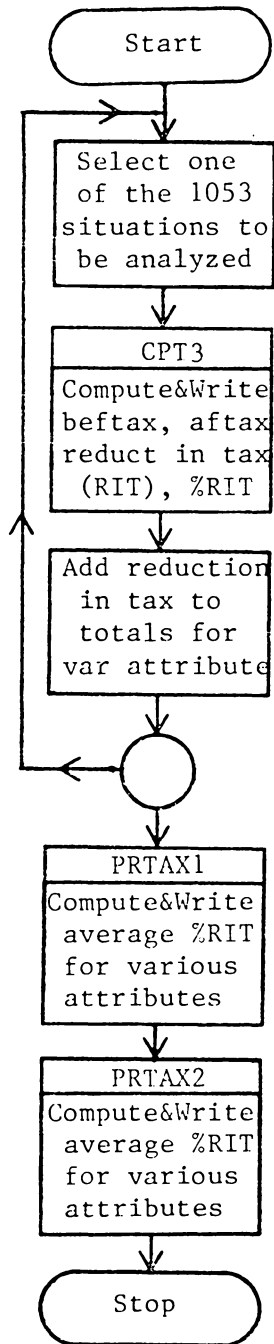 Start
Select one
of the 1053
situations to
be analyzed
CPT3
Compute&Write
beftax, aftax
reduct in tax
(RIT), %RIT
Add reduction
in tax to
totals for
var attribute
PRTAX1
Compute&Write
average %RIT
for various
attributes
PRTAX2
Compute&Write
average %RIT
for various
attributes
Stop